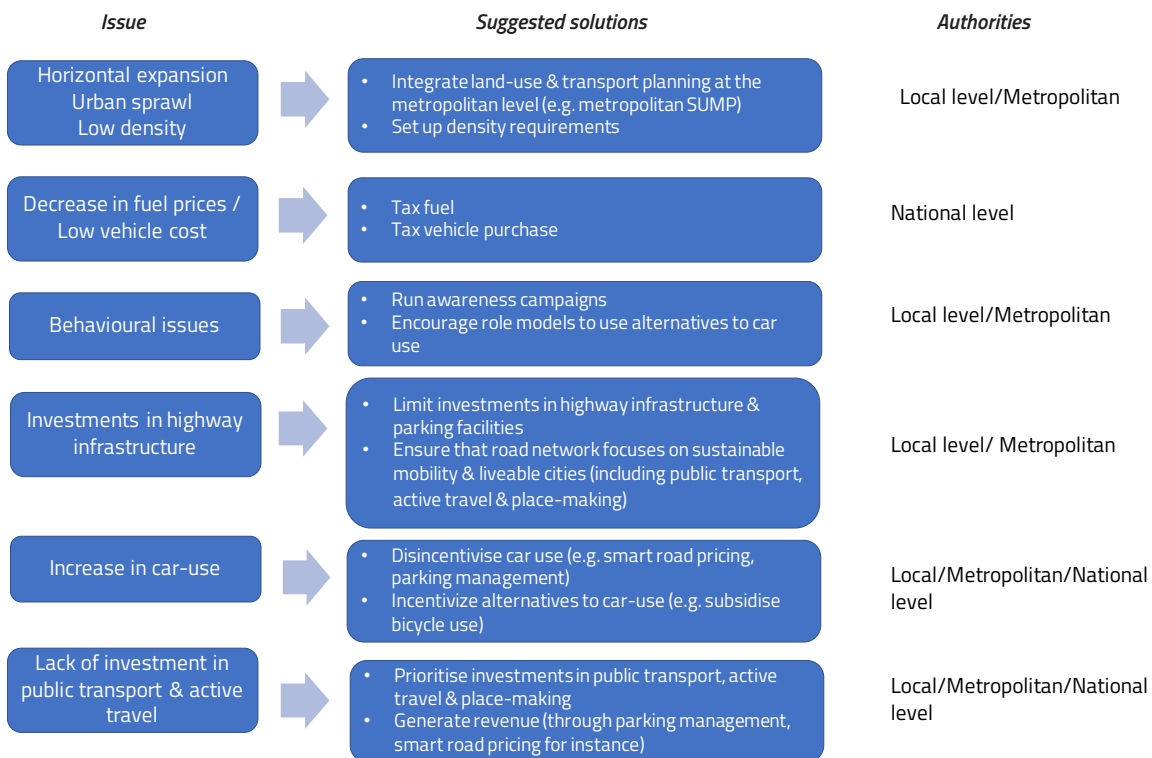 Issue
Suggested solutions
Authorities
Horizontal expansion
Urban sprawl
Low density
• Integrate land-use & transport planning at the
metropolitan level (e.g. metropolitan SUMP)
• Set up density requirements
Local level/Metropolitan
Decrease in fuel prices /
Low vehicle cost
• Tax fuel
• Tax vehicle purchase
National level
Behavioural issues
• Run awareness campaigns
• Encourage role models to use alternatives to car
use
Local level/Metropolitan
Investments in highway
infrastructure
• Limit investments in highway infrastructure &
parking facilities
• Ensure that road network focuses on sustainable
mobility & liveable cities (including public transport,
active travel & place-making)
Local level/ Metropolitan
Increase in car-use
• Disincentivise car use (e.g. smart road pricing,
parking management)
• Incentivize alternatives to car-use (e.g. subsidise
bicycle use)
Local/Metropolitan/National
level
Lack of investment in
public transport & active
travel
• Prioritise investments in public transport, active
travel & place-making
• Generate revenue (through parking management,
smart road pricing for instance)
Local/Metropolitan/National
level